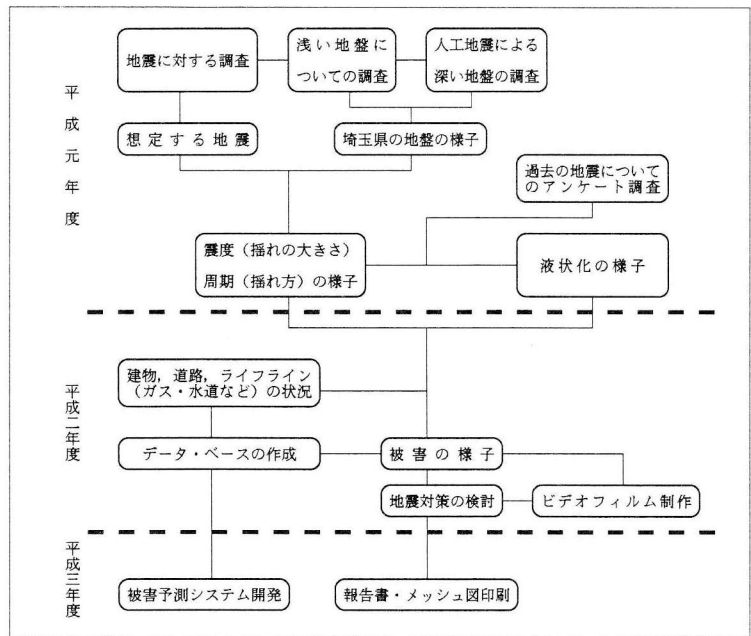 平成元年度
地震に対する調査
浅い地盤に
ついての調査
人工地震による
深い地盤の調査
想定する地震
埼玉県の地盤の様子
過去の地震について
のアンケート調査
震度（揺れの大きさ）
周期（揺れ方）の様子
液状化の様子
平成二年度
建物，道路，ライフライン
（ガス・水道など）の状況
データ・ベースの作成
被害の様子
地震対策の検討
ビデオフィルム制作
平成三年度
被害予測システム開発
報告書・メッシュ図印刷